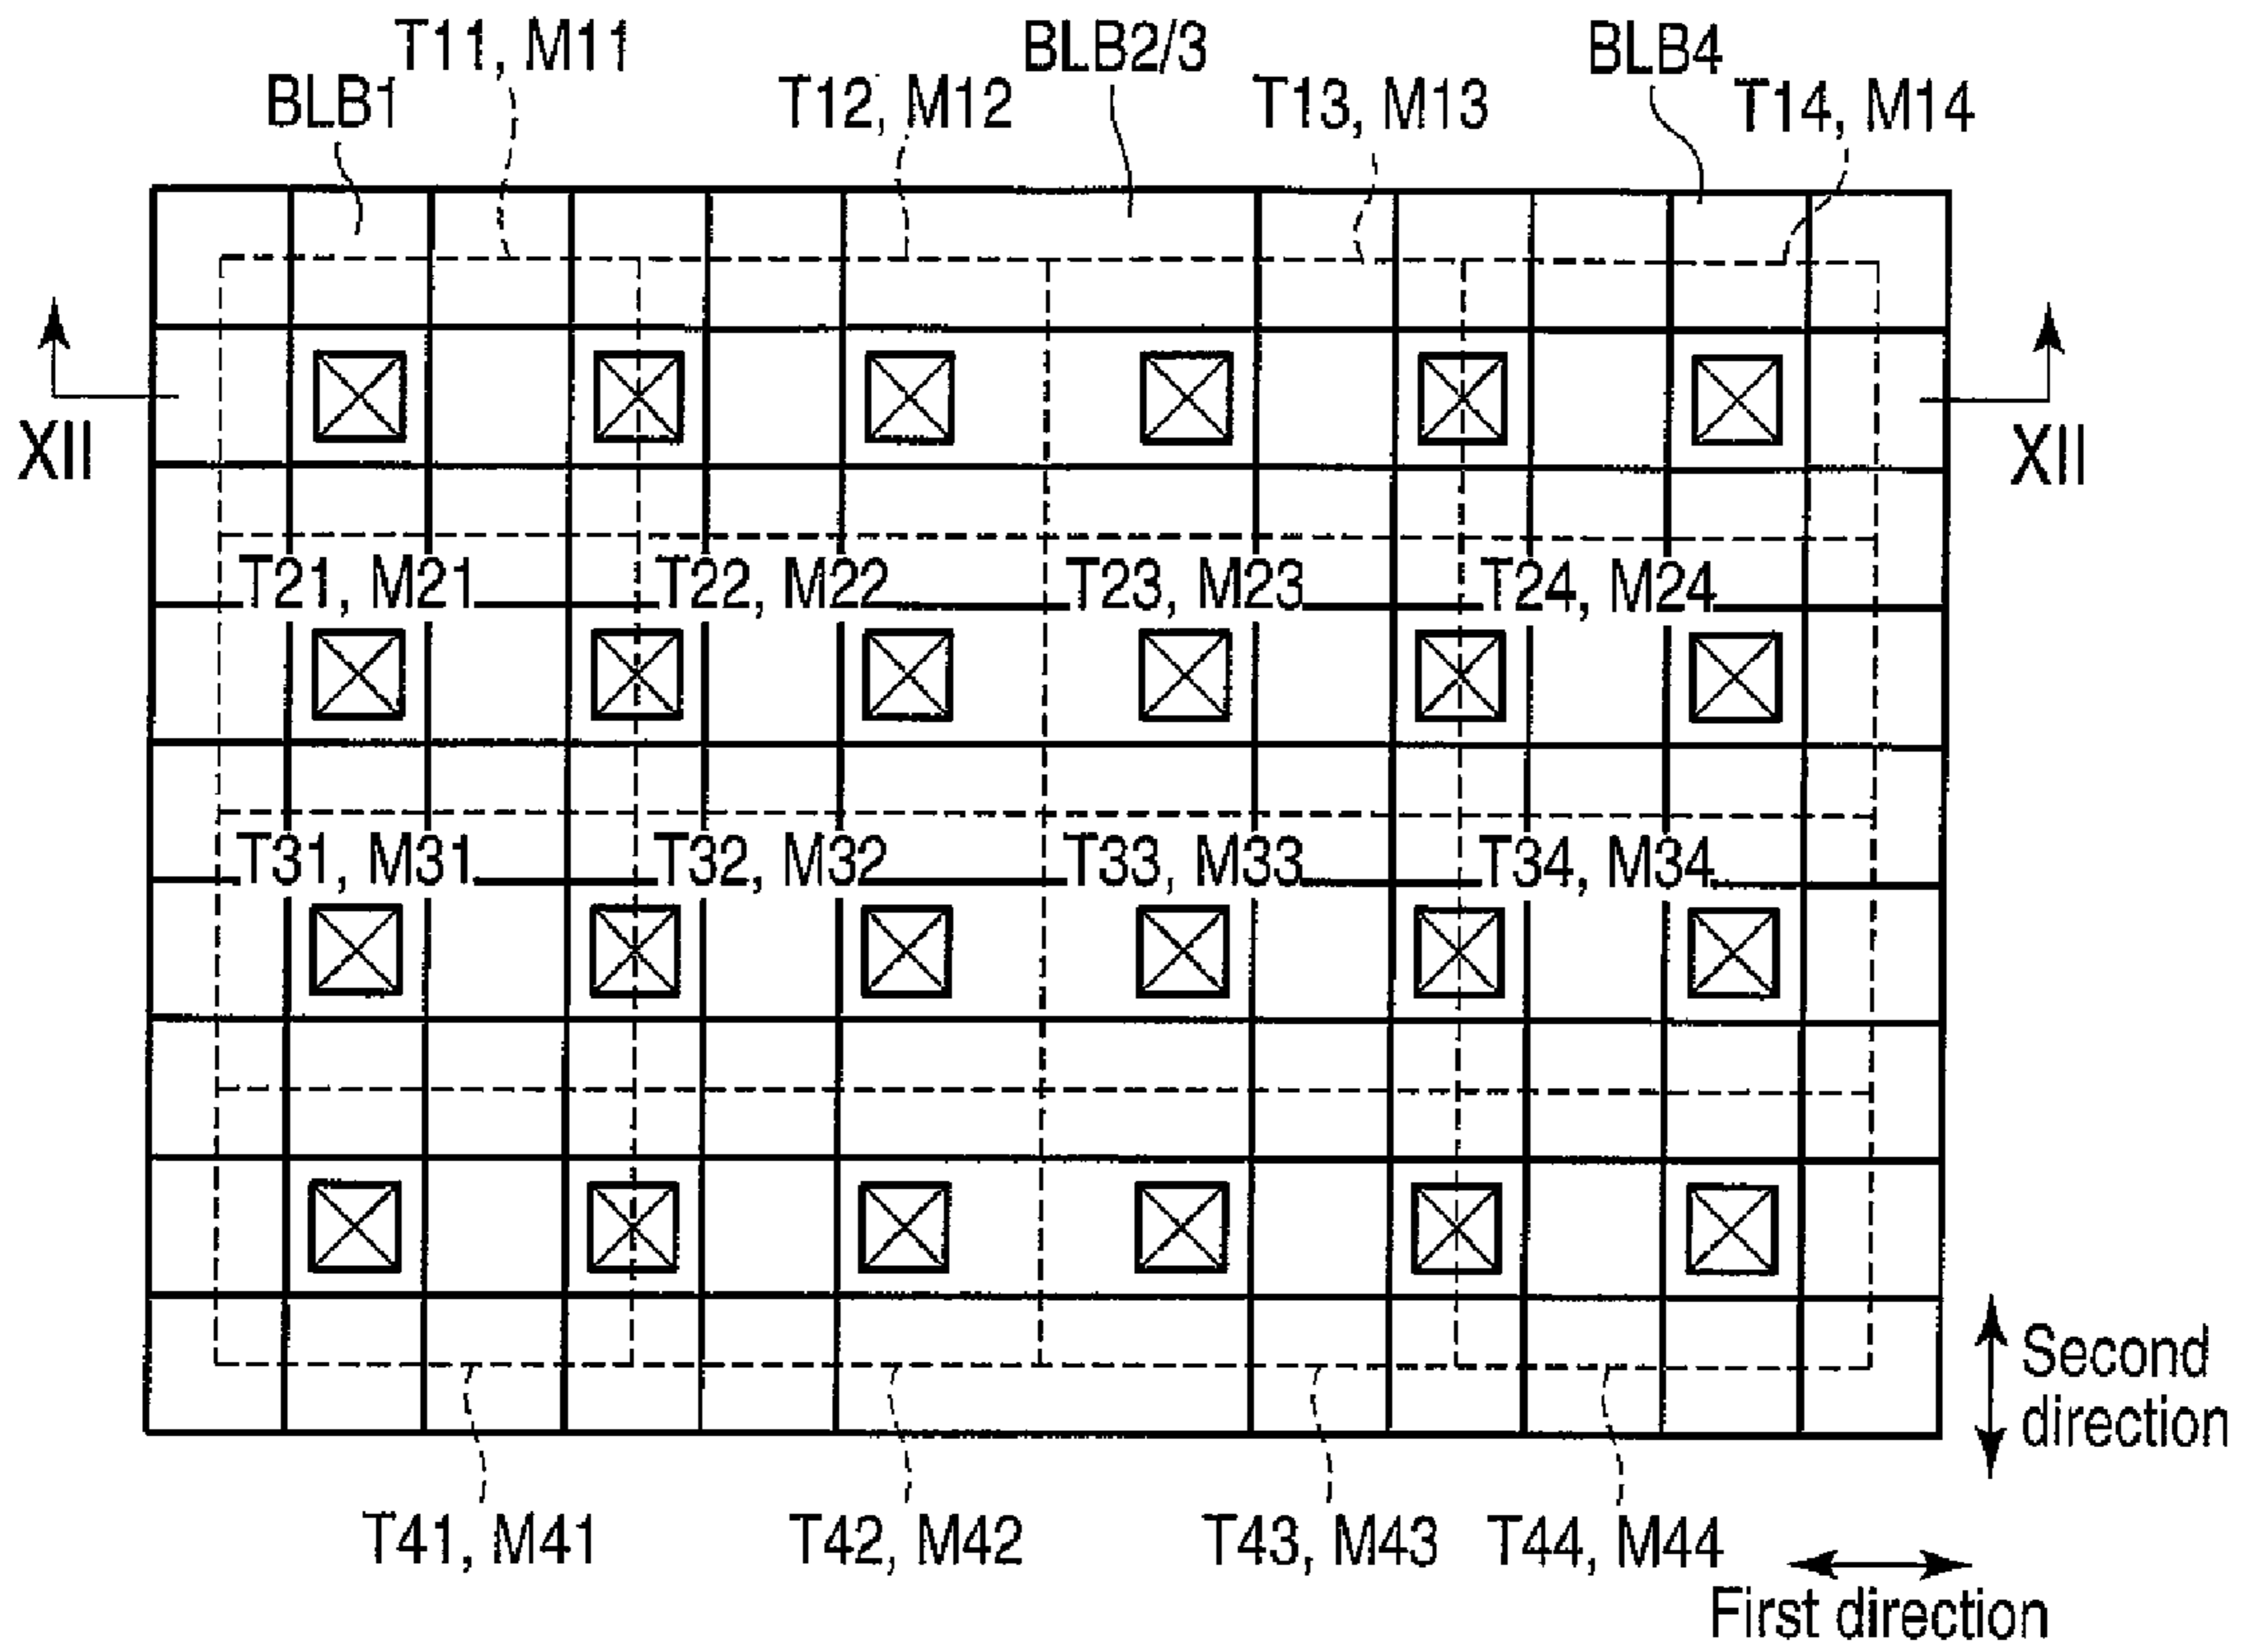 T11, M11
BLB2/3
BLB4
BLB1
T12, M12
T13, M13
T14, M14
XII
XII
T21, M21
T22, M22
T23, M23
T24, M24
T31, M31
T32, M32
T33, M33
T34, M34
Second
direction
T41, M41
T42, M42
T43, M43
T44, M44
First direction